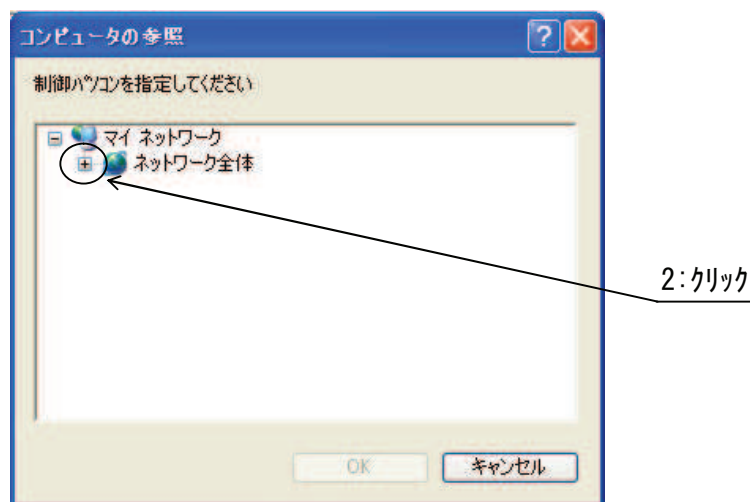 コンピュータの参照
制御パソコンを指定してください
マイ ネットワーク
ネットワーク全体
2:クリック
OK
キャンセル